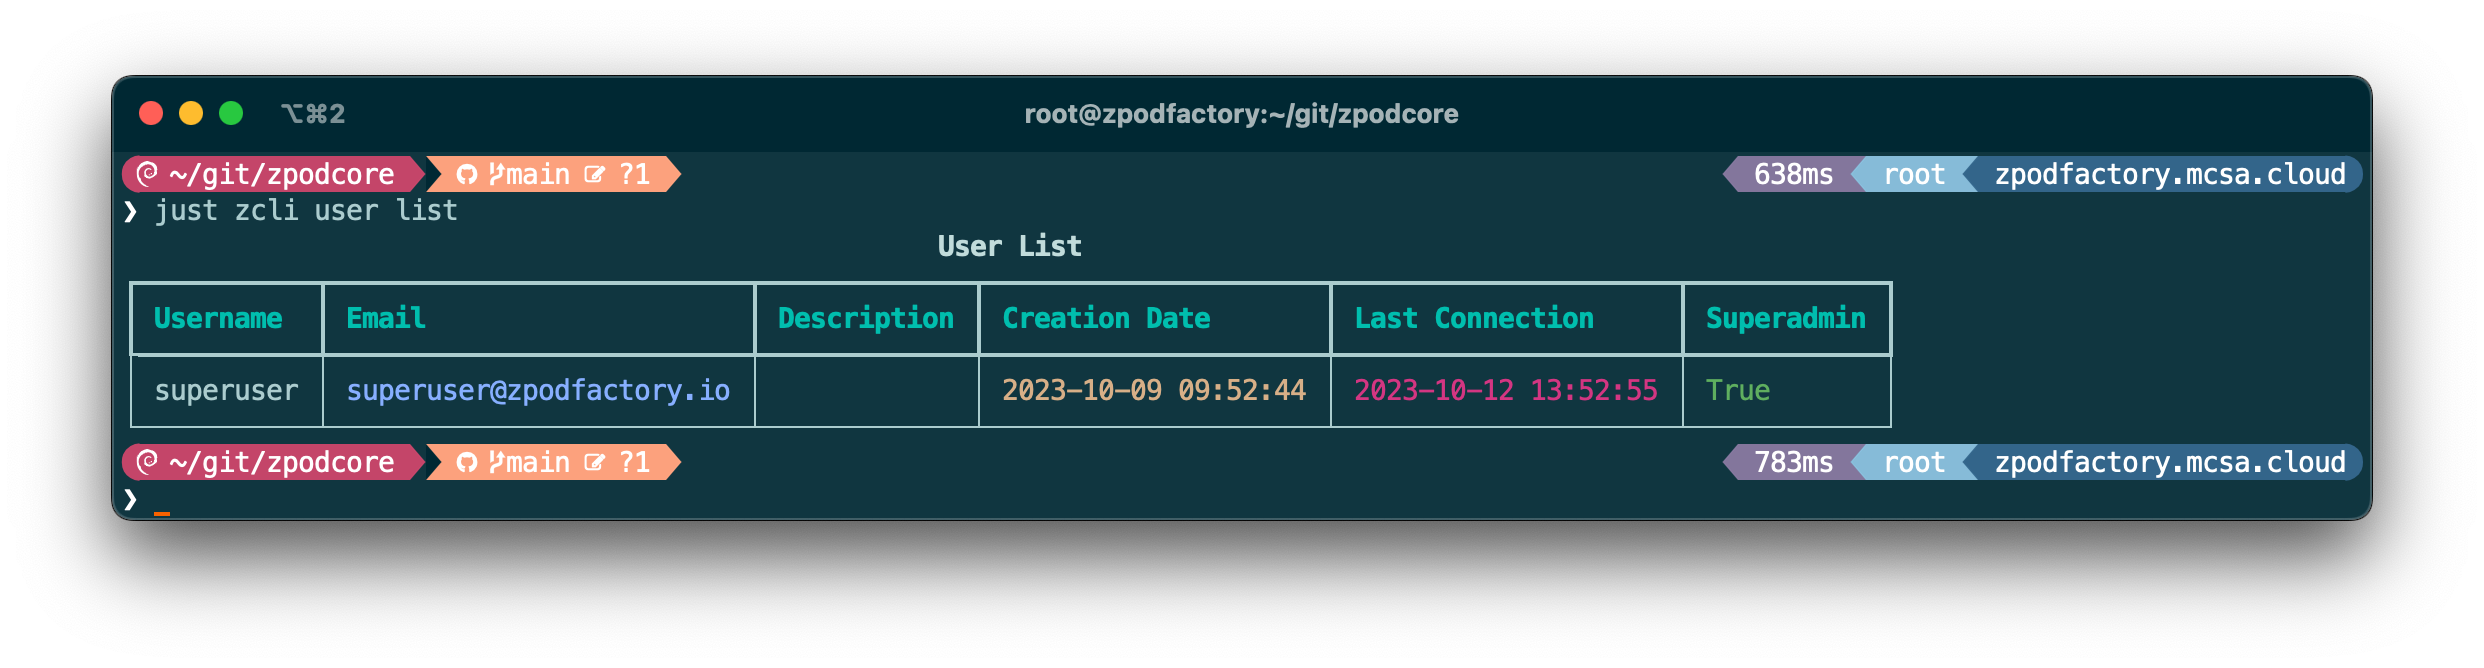 ⌥⌘2 root@zpodfactory:~/git/zpodcore
~/git/zpodcore main ?1 638ms root zpodfactory.mcsa.cloud
❯ just zcli user list
User List
Username Email Description Creation Date Last Connection Superadmin
superuser superuser@zpodfactory.io 2023-10-09 09:52:44 2023-10-12 13:52:55 True
~/git/zpodcore main ?1 783ms root zpodfactory.mcsa.cloud
❯ _